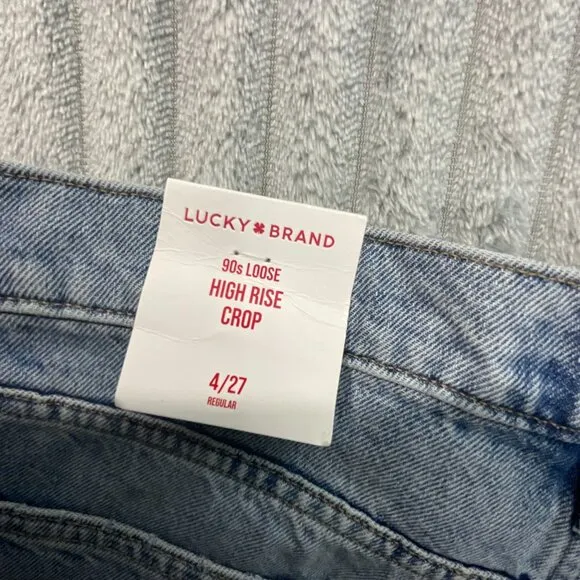 LUCKY BRAND
90s LOOSE
HIGH RISE
CROP
4/27
REGULAR